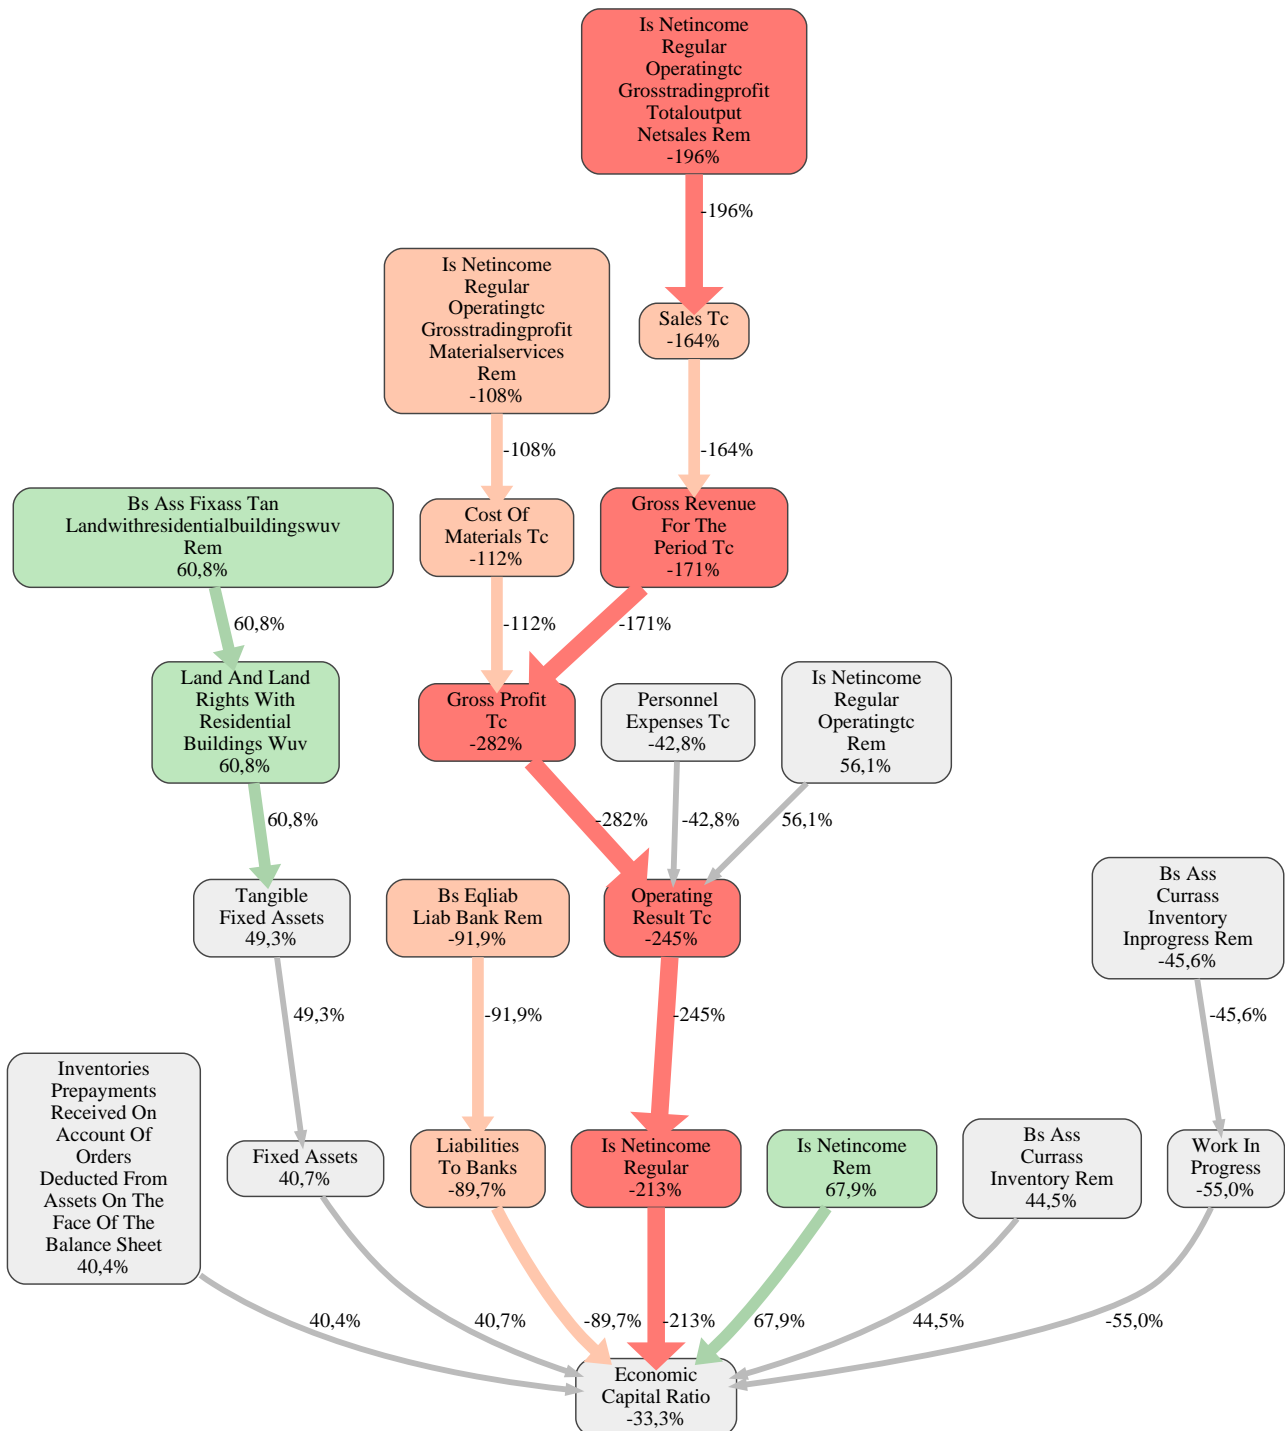 Is Netincome
Regular
Operatingtc
Grosstradingprofit
Totaloutput
Netsales Rem
-196%
-196%
Is Netincome
Regular
Operatingtc
Grosstradingprofit
Materialservices
Rem
-108%
Sales Tc
-164%
-108%
-164%
Bs Ass Fixass Tan
Landwithresidentialbuildingswuv
Rem
60,8%
Cost Of
Materials Tc
-112%
Gross Revenue
For The
Period Tc
-171%
60,8%
-112%
-171%
Land And Land
Rights With
Residential
Buildings Wuv
60,8%
Gross Profit
Tc
-282%
Personnel
Expenses Tc
-42,8%
Is Netincome
Regular
Operatingtc
Rem
56,1%
60,8%
-282%
-42,8%
56,1%
Tangible
Fixed Assets
49,3%
Bs Eqliab
Liab Bank Rem
-91,9%
Operating
Result Tc
-245%
Bs Ass
Currass
Inventory
Inprogress Rem
-45,6%
49,3%
-91,9%
-245%
-45,6%
Inventories
Prepayments
Received On
Account Of
Orders
Deducted From
Assets On The
Face Of The
Balance Sheet
40,4%
Fixed Assets
40,7%
Liabilities
To Banks
-89,7%
Is Netincome
Regular
-213%
Is Netincome
Rem
67,9%
Bs Ass
Currass
Inventory Rem
44,5%
Work In
Progress
-55,0%
40,4%
40,7%
-89,7%
-213%
67,9%
44,5%
-55,0%
Economic
Capital Ratio
-33,3%